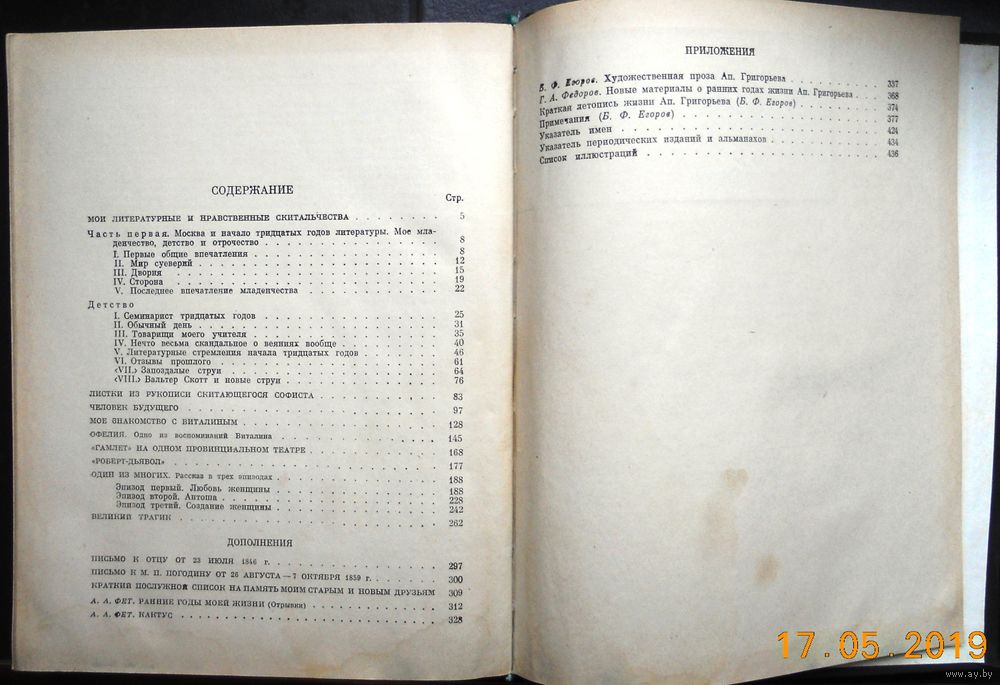 СОДЕРЖАНИЕ
Стр.
МОИ ЛИТЕРАТУРНЫЕ И НРАВСТВЕННЫЕ СКИТАЛЬЧЕСТВА . . . . . . . . 5
Часть первая. Москва и начало тридцатых годов литературы. Мое мла-
денчество, детство и отрочество . . . . . . . . . . . . . . . 8
I. Первые общие впечатления . . . . . . . . . . . . . . . . 8
II. Мир суеверий . . . . . . . . . . . . . . . . . . . . . 12
III. Дворня . . . . . . . . . . . . . . . . . . . . . . . . 15
IV. Сторона . . . . . . . . . . . . . . . . . . . . . . . . 19
V. Последнее впечатление младенчества . . . . . . . . . . . 22
Детство
I. Семинарист тридцатых годов . . . . . . . . . . . . . . . 25
II. Обычный день . . . . . . . . . . . . . . . . . . . . . 31
III. Товарищи моего учителя . . . . . . . . . . . . . . . . 35
IV. Нечто весьма скандальное о веяниях вообще . . . . . . . 40
V. Литературные стремления начала тридцатых годов . . . . . 46
VI. Отзывы прошлого . . . . . . . . . . . . . . . . . . . . 61
‹VII.› Запоздалые струи . . . . . . . . . . . . . . . . . . 64
‹VIII.› Вальтер Скотт и новые струи . . . . . . . . . . . . 76
ЛИСТКИ ИЗ РУКОПИСИ СКИТАЮЩЕГОСЯ СОФИСТА . . . . . . . . . . 83
ЧЕЛОВЕК БУДУЩЕГО . . . . . . . . . . . . . . . . . . . . . 97
МОЕ ЗНАКОМСТВО С ВИТАЛИНЫМ . . . . . . . . . . . . . . . . 128
ОФЕЛИЯ. Одно из воспоминаний Виталина . . . . . . . . . . . 145
«ГАМЛЕТ» НА ОДНОМ ПРОВИНЦИАЛЬНОМ ТЕАТРЕ . . . . . . . . . . 168
«РОБЕРТ-ДЬЯВОЛ» . . . . . . . . . . . . . . . . . . . . . . 177
ОДИН ИЗ МНОГИХ. Рассказ в трех эпизодах . . . . . . . . . . 188
Эпизод первый. Любовь женщины . . . . . . . . . . . . . . . 188
Эпизод второй. Антоша . . . . . . . . . . . . . . . . . . . 228
Эпизод третий. Создание женщины . . . . . . . . . . . . . . 242
ВЕЛИКИЙ ТРАГИК . . . . . . . . . . . . . . . . . . . . . . 262
ДОПОЛНЕНИЯ
ПИСЬМО К ОТЦУ ОТ 23 ИЮЛЯ 1846 г. . . . . . . . . . . . . . 297
ПИСЬМО К М. П. ПОГОДИНУ ОТ 26 АВГУСТА — 7 ОКТЯБРЯ 1859 г. . . . . 300
КРАТКИЙ ПОСЛУЖНОЙ СПИСОК НА ПАМЯТЬ МОИМ СТАРЫМ И НОВЫМ ДРУЗЬЯМ 309
А. А. ФЕТ. РАННИЕ ГОДЫ МОЕЙ ЖИЗНИ (Отрывки) . . . . . . . . 312
А. А. ФЕТ. КАКТУС . . . . . . . . . . . . . . . . . . . . . 328
ПРИЛОЖЕНИЯ
Б. Ф. Егоров. Художественная проза Ап. Григорьева . . . . . . . 337
Г. А. Федоров. Новые материалы о ранних годах жизни Ап. Григорьева . . . 368
Краткая летопись жизни Ап. Григорьева (Б. Ф. Егоров) . . . . . . 374
Примечания (Б. Ф. Егоров) . . . . . . . . . . . . . . . . . 377
Указатель имен . . . . . . . . . . . . . . . . . . . . . . 424
Указатель периодических изданий и альманахов . . . . . . . . 434
Список иллюстраций . . . . . . . . . . . . . . . . . . . . 436
17.05.2019
www.ay.by